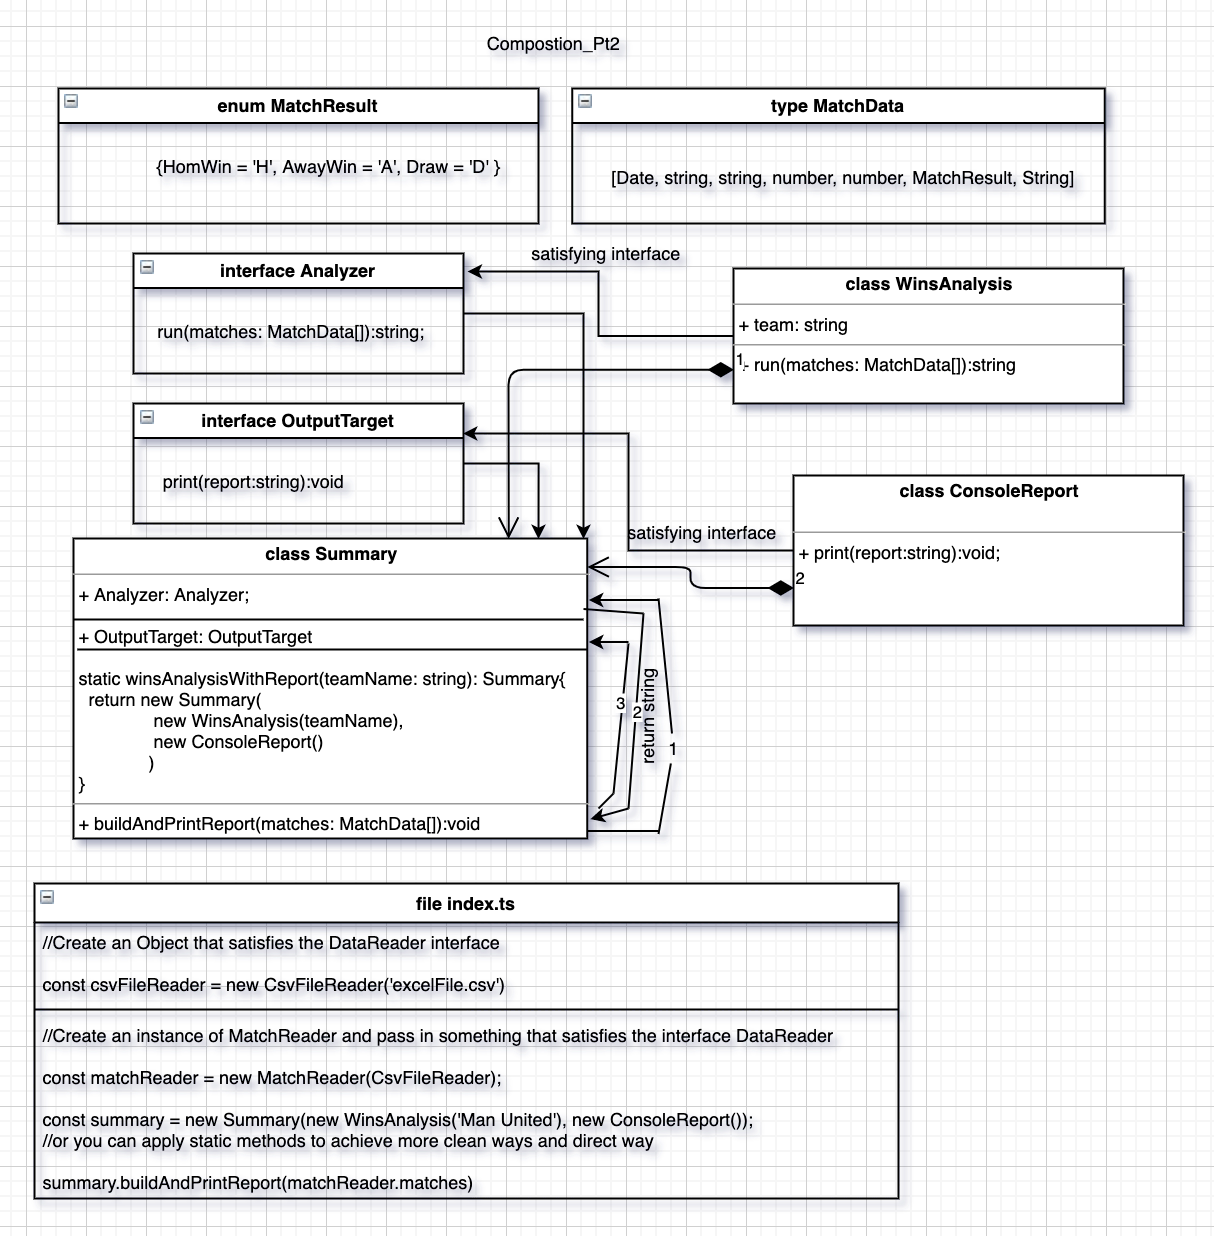 Compostion_Pt2
enum MatchResult
{HomWin = 'H', AwayWin = 'A', Draw = 'D' }
type MatchData
[Date, string, string, number, number, MatchResult, String]
satisfying interface
interface Analyzer
run(matches: MatchData[]):string;
class WinsAnalysis
+ team: string
1
- run(matches: MatchData[]):string
interface OutputTarget
print(report:string):void
class ConsoleReport
satisfying interface
+ print(report:string):void;
2
class Summary
+ Analyzer: Analyzer;
+ OutputTarget: OutputTarget
static winsAnalysisWithReport(teamName: string): Summary{
return new Summary(
new WinsAnalysis(teamName),
new ConsoleReport()
)
}
+ buildAndPrintReport(matches: MatchData[]):void
3
2
return string
1
file index.ts
//Create an Object that satisfies the DataReader interface
const csvFileReader = new CsvFileReader('excelFile.csv')
//Create an instance of MatchReader and pass in something that satisfies the interface DataReader
const matchReader = new MatchReader(CsvFileReader);
const summary = new Summary(new WinsAnalysis('Man United'), new ConsoleReport());
//or you can apply static methods to achieve more clean ways and direct way
summary.buildAndPrintReport(matchReader.matches)